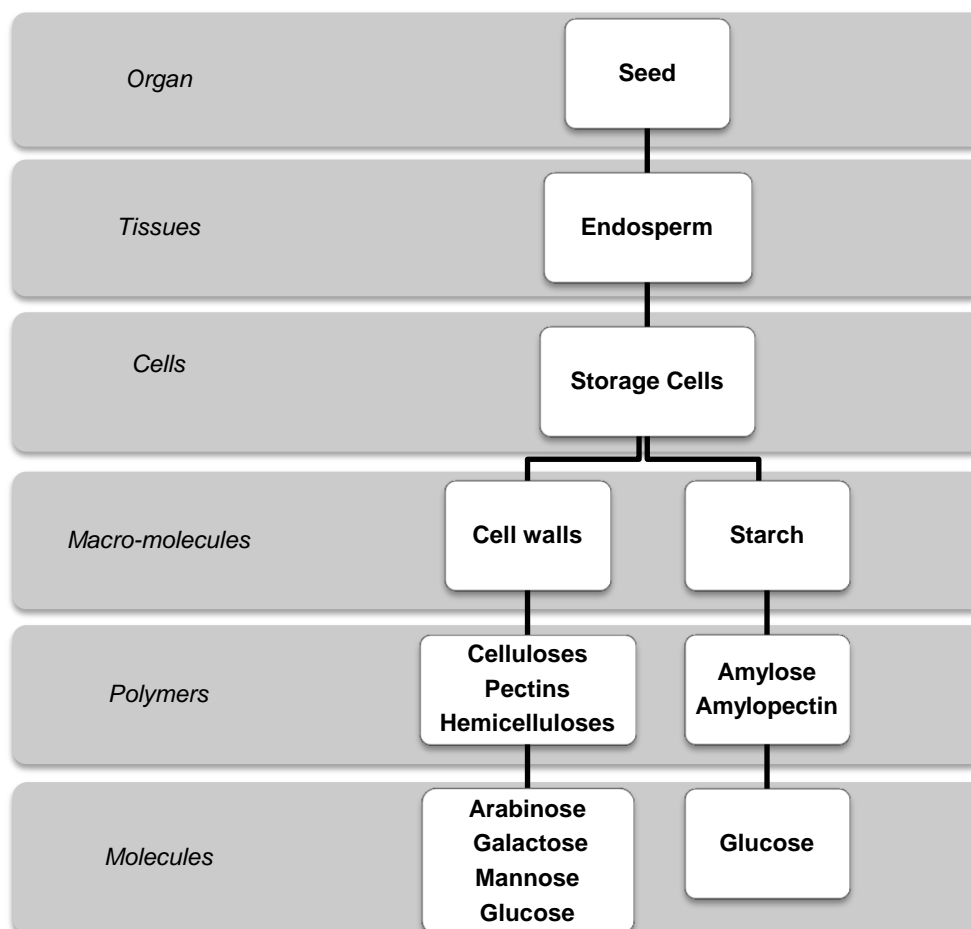 Organ
Seed
Tissues
Endosperm
Cells
Storage Cells
Macro-molecules
Cell walls
Starch
Polymers
Celluloses
Pectins
Hemicelluloses
Amylose
Amylopectin
Molecules
Arabinose
Galactose
Mannose
Glucose
Glucose